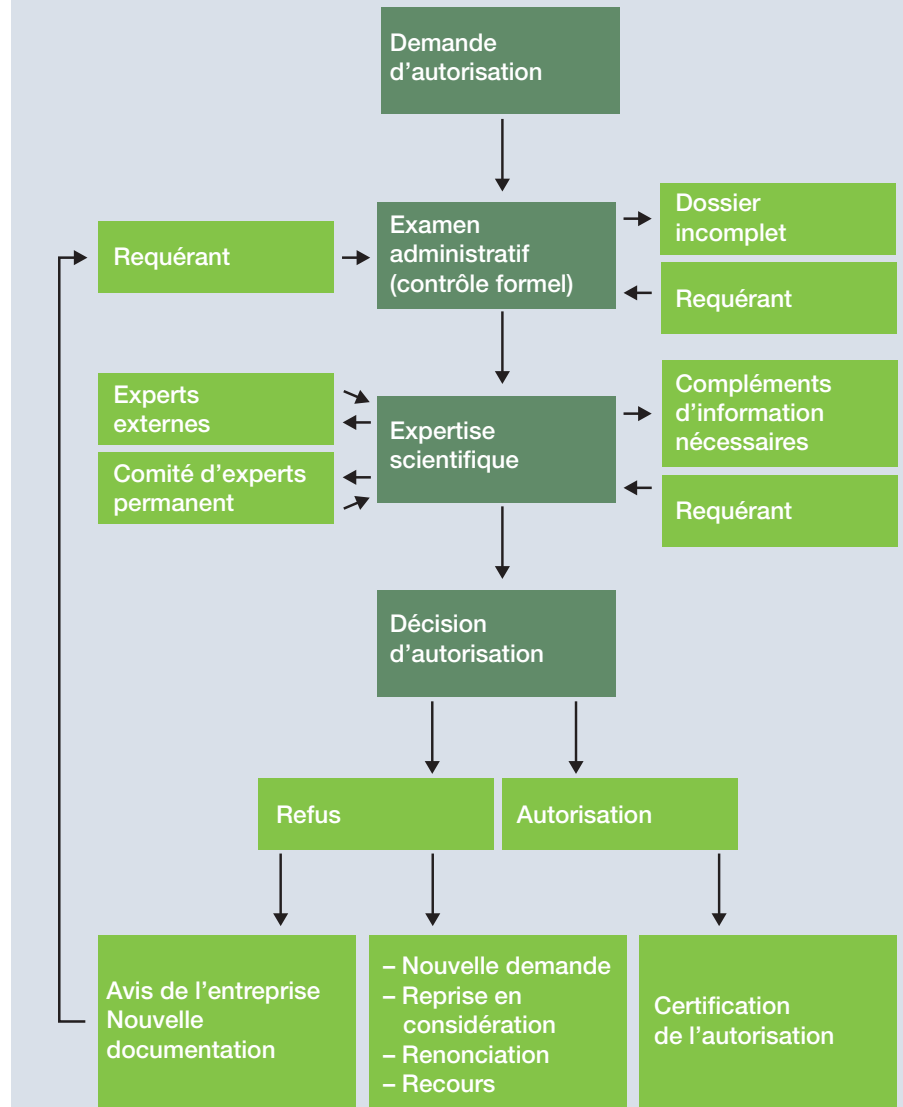 Demande
d'autorisation
Requérant
Examen
administratif
(contrôle formel)
Dossier
incomplet
Requérant
Experts
externes
Comité d'experts
permanent
Expertise
scientifique
Compléments
d'information
nécessaires
Requérant
Décision
d'autorisation
Refus
Autorisation
Avis de l'entreprise
Nouvelle
documentation
– Nouvelle demande
– Reprise en
considération
– Renonciation
– Recours
Certification
de l'autorisation